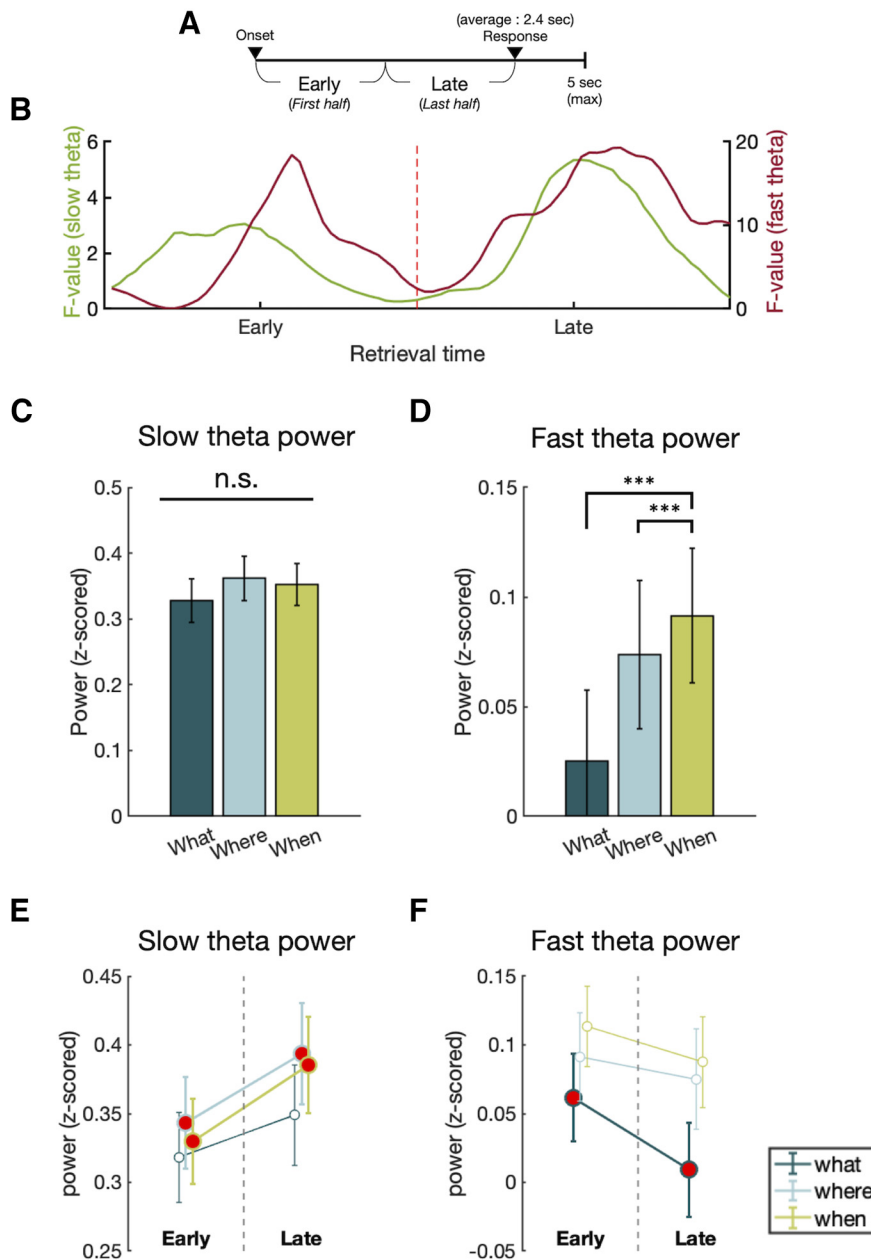 A
Onset
(average : 2.4 sec)
Response
Early
(First half)
Late
(Last half)
5 sec
(max)
B
F-value (slow theta)
6
4
2
0
20
10
0
F-value (fast theta)
Early
Late
Retrieval time
C
Slow theta power
n.s.
Power (z-scored)
0.5
0.4
0.3
0.2
0.1
0
What
Where
When
D
Fast theta power
***
***
Power (z-scored)
0.15
0.1
0.05
0
What
Where
When
E
Slow theta power
power (z-scored)
0.45
0.4
0.35
0.3
0.25
Early
Late
F
Fast theta power
power (z-scored)
0.15
0.1
0.05
0
-0.05
Early
Late
what
where
when